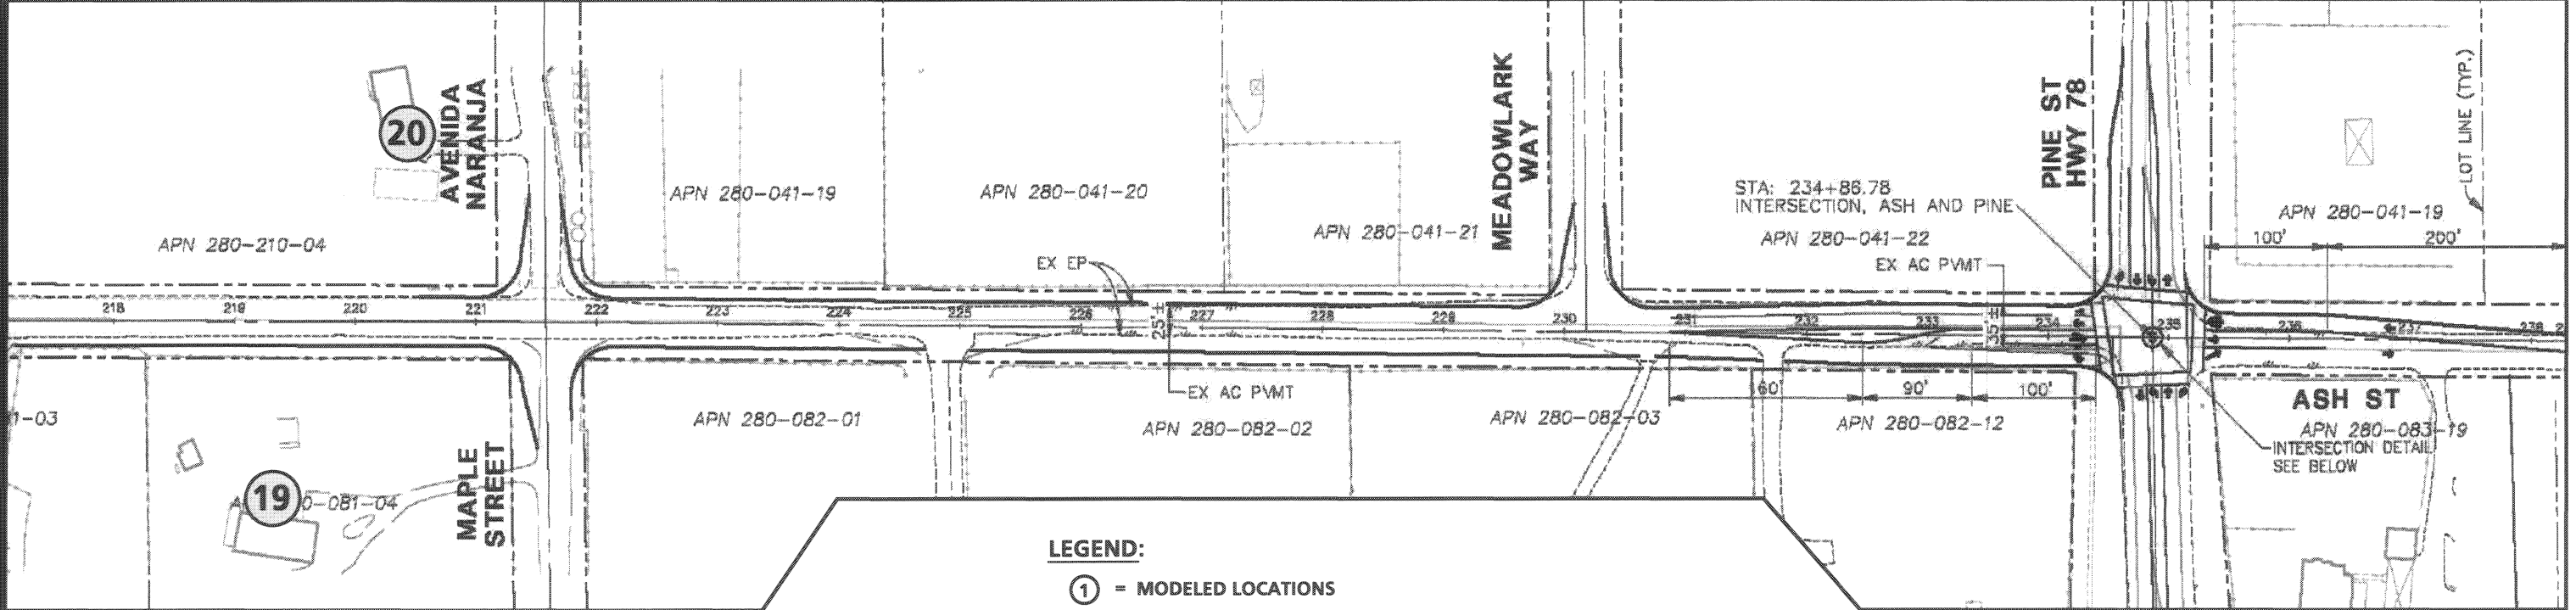 20
AVENIDA
NARANJA
APN 280-210-04
APN 280-041-19
APN 280-041-20
APN 280-041-21
MEADOWLARK
WAY
STA: 234+86.78
INTERSECTION, ASH AND PINE
APN 280-041-22
EX AC PVMT
PINE ST
HWY 78
LOT LINE (TYP.)
APN 280-041-19
100'
200'
EX EP
218
219
220
221
222
223
224
225
226
227
228
229
230
231
232
233
234
235
236
237
238
25'±
35'±
EX AC PVMT
60'
90'
100'
1-03
APN 280-082-01
APN 280-082-02
APN 280-082-03
APN 280-082-12
ASH ST
APN 280-083-19
INTERSECTION DETAIL
SEE BELOW
MAPLE
STREET
19
0-081-04
LEGEND:
1 = MODELED LOCATIONS